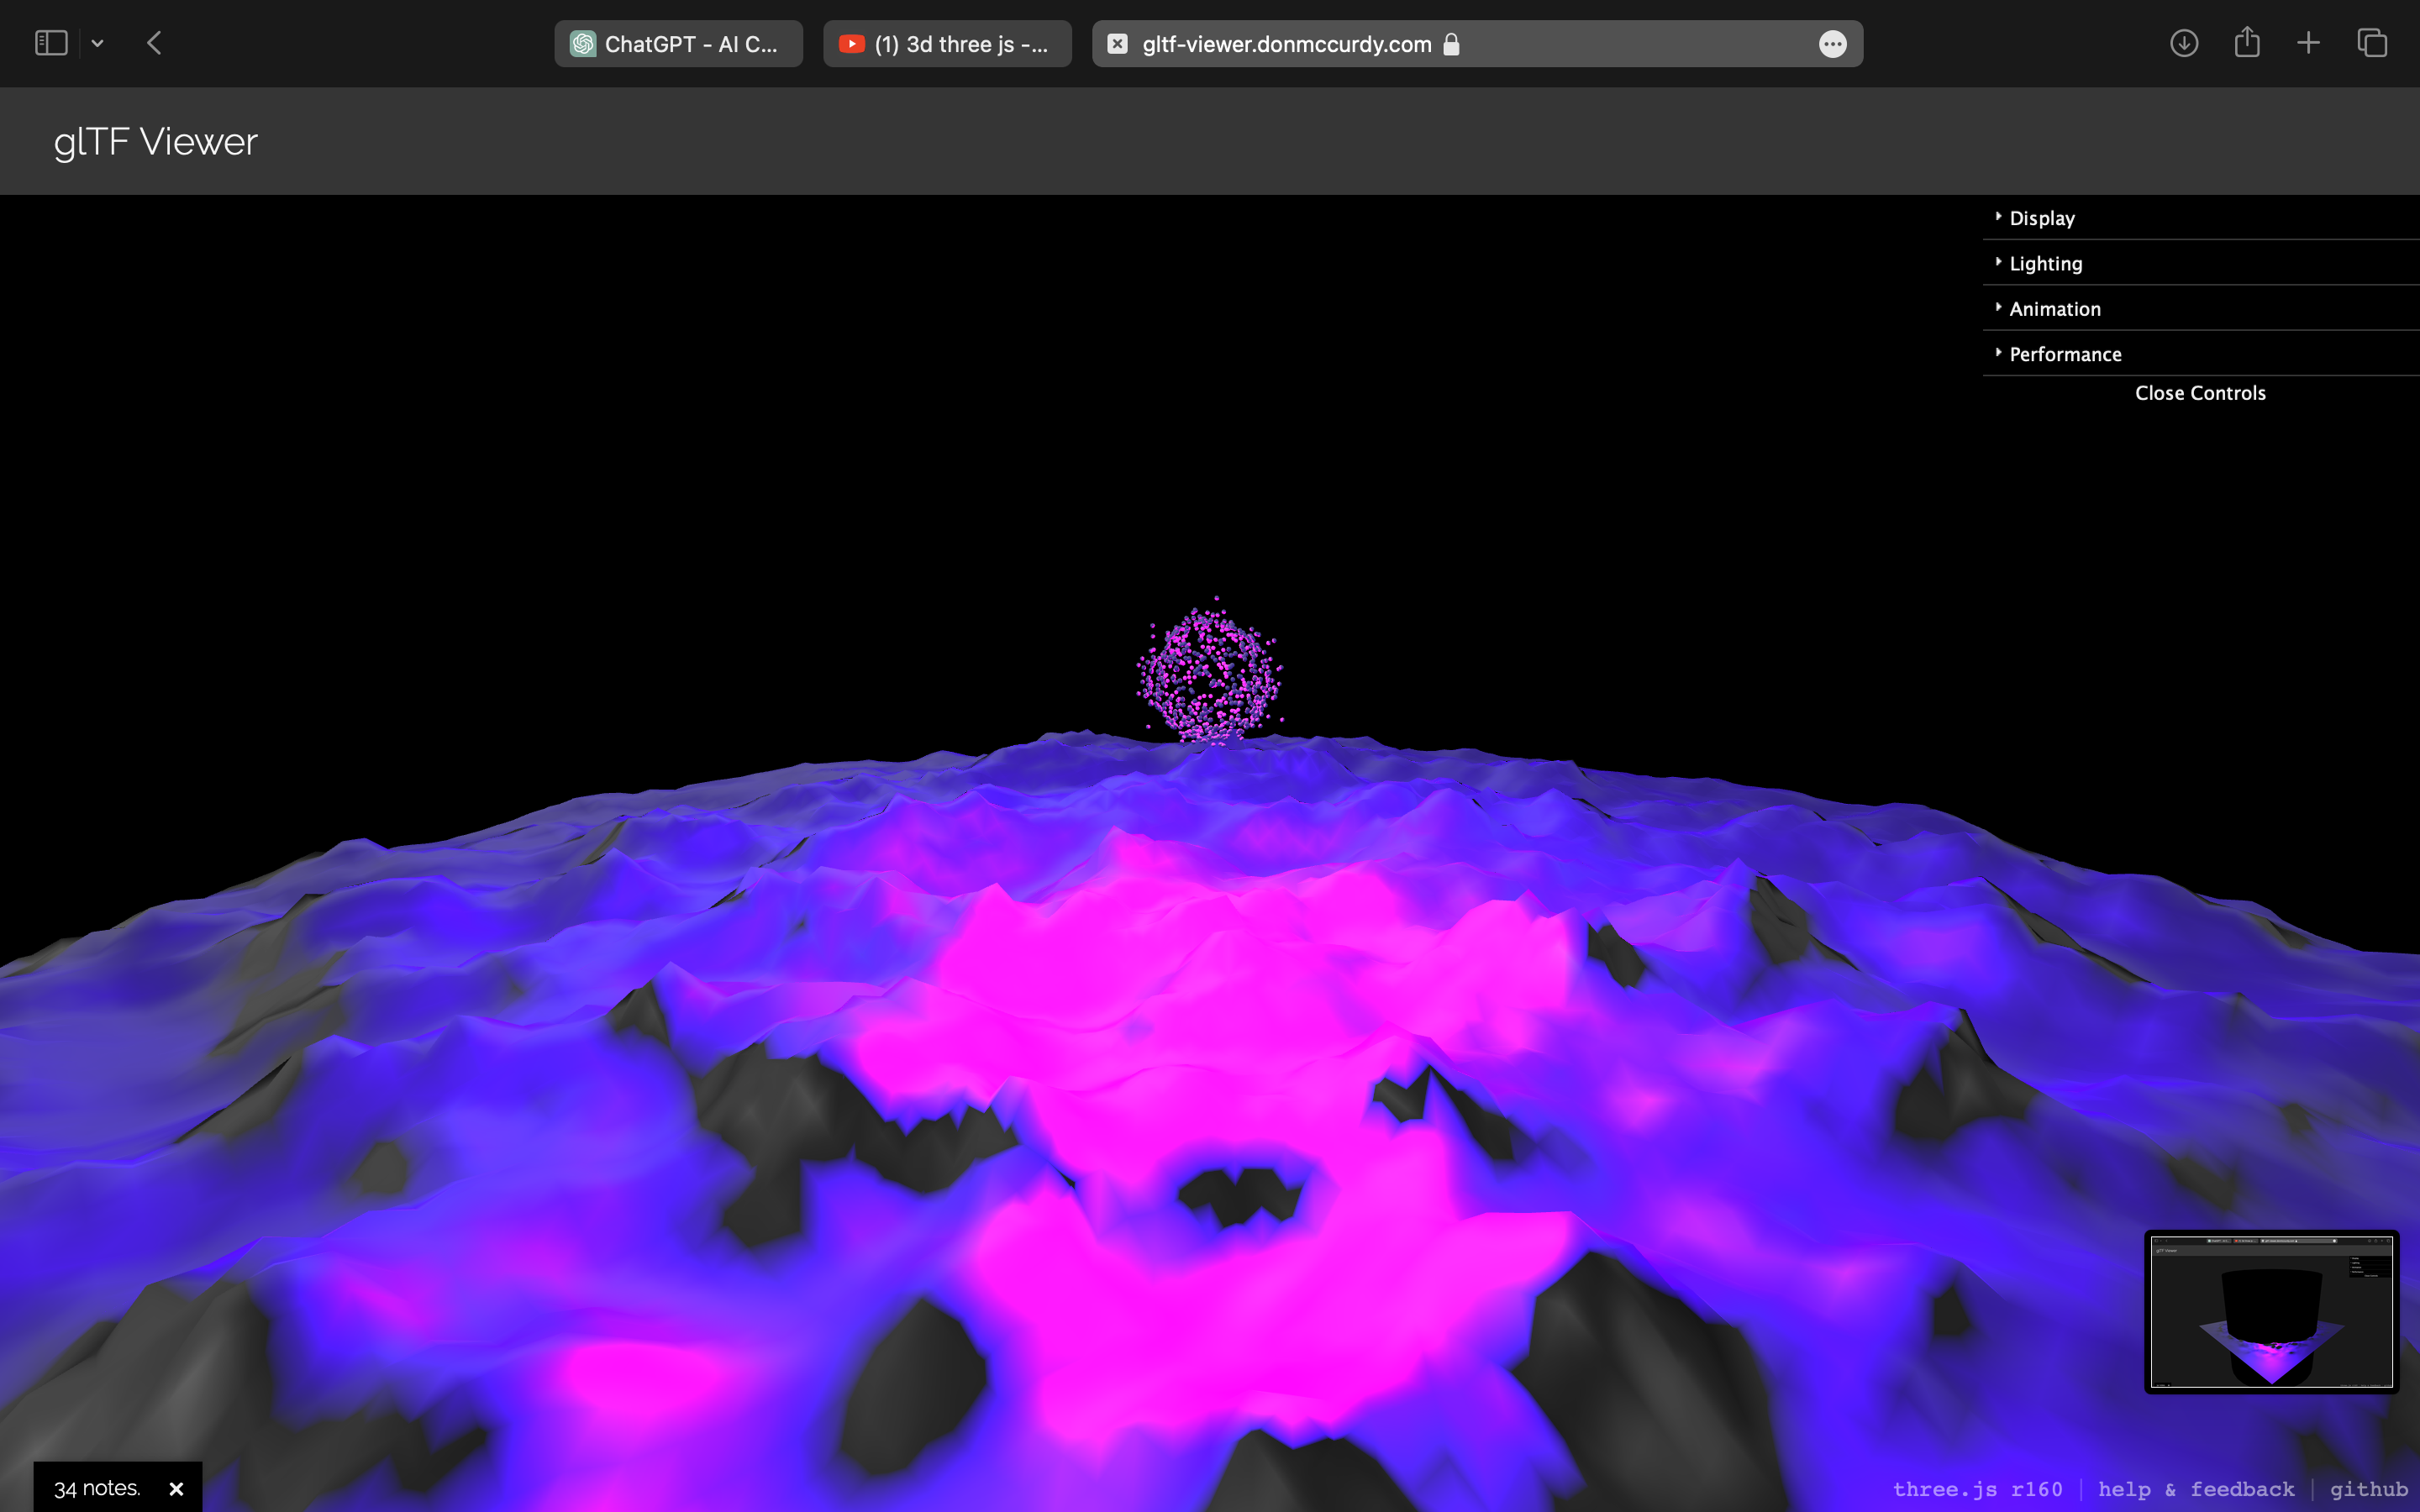 ChatGPT - AI C...
(1) 3d three js -...
gltf-viewer.donmccurdy.com
glTF Viewer
Display
Lighting
Animation
Performance
Close Controls
34 notes.
three.js r160 | help & feedback | github